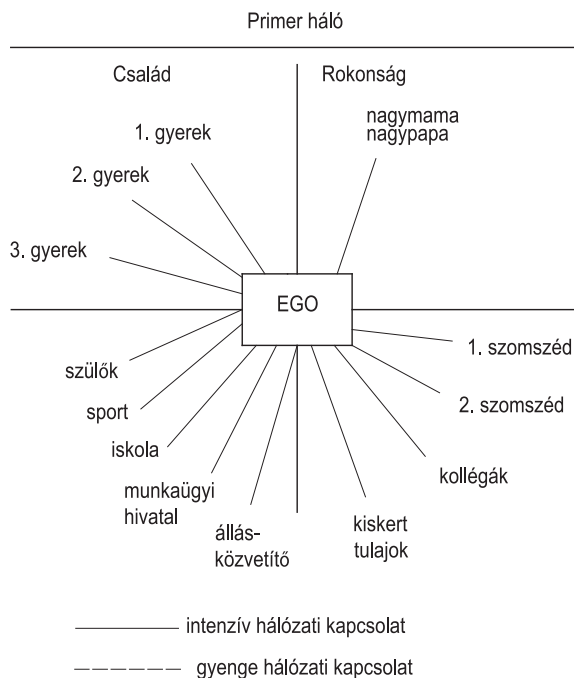 Primer háló
Család
Rokonság
1. gyerek
nagymama
nagypapa
2. gyerek
3. gyerek
EGO
1. szomszéd
szülők
2. szomszéd
sport
iskola
kollégák
munkaügyi
hivatal
állás-
közvetítő
kiskert
tulajok
intenzív hálózati kapcsolat
gyenge hálózati kapcsolat